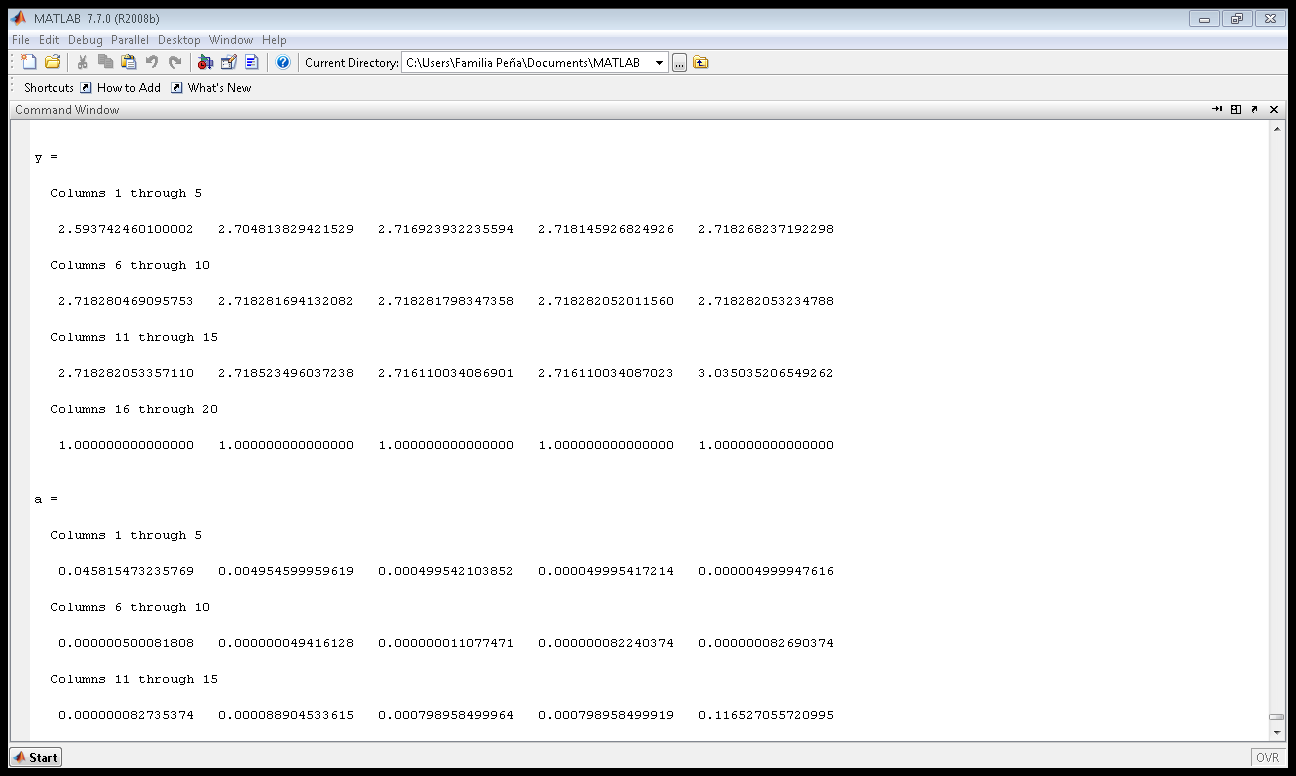 MATLAB 7.7.0 (R2008b)
File Edit Debug Parallel Desktop Window Help
Current Directory: C:\Users\Familia Peña\Documents\MATLAB ...
Shortcuts How to Add What's New
Command Window
y =
Columns 1 through 5
2.593742460100002 2.704813829421529 2.716923932235594 2.718145926824926 2.718268237192298
Columns 6 through 10
2.718280469095753 2.718281694132082 2.718281798347358 2.718282052011560 2.718282053234788
Columns 11 through 15
2.718282053357110 2.718523496037238 2.716110034086901 2.716110034087023 3.035035206549262
Columns 16 through 20
1.000000000000000 1.000000000000000 1.000000000000000 1.000000000000000 1.000000000000000
a =
Columns 1 through 5
0.045815473235769 0.004954599959619 0.000499542103852 0.000049995417214 0.000004999947616
Columns 6 through 10
0.000000500081808 0.000000049416128 0.000000011077471 0.000000082240374 0.000000082690374
Columns 11 through 15
0.000000082735374 0.000088904533615 0.000798958499964 0.000798958499919 0.116527055720995
Start OVR